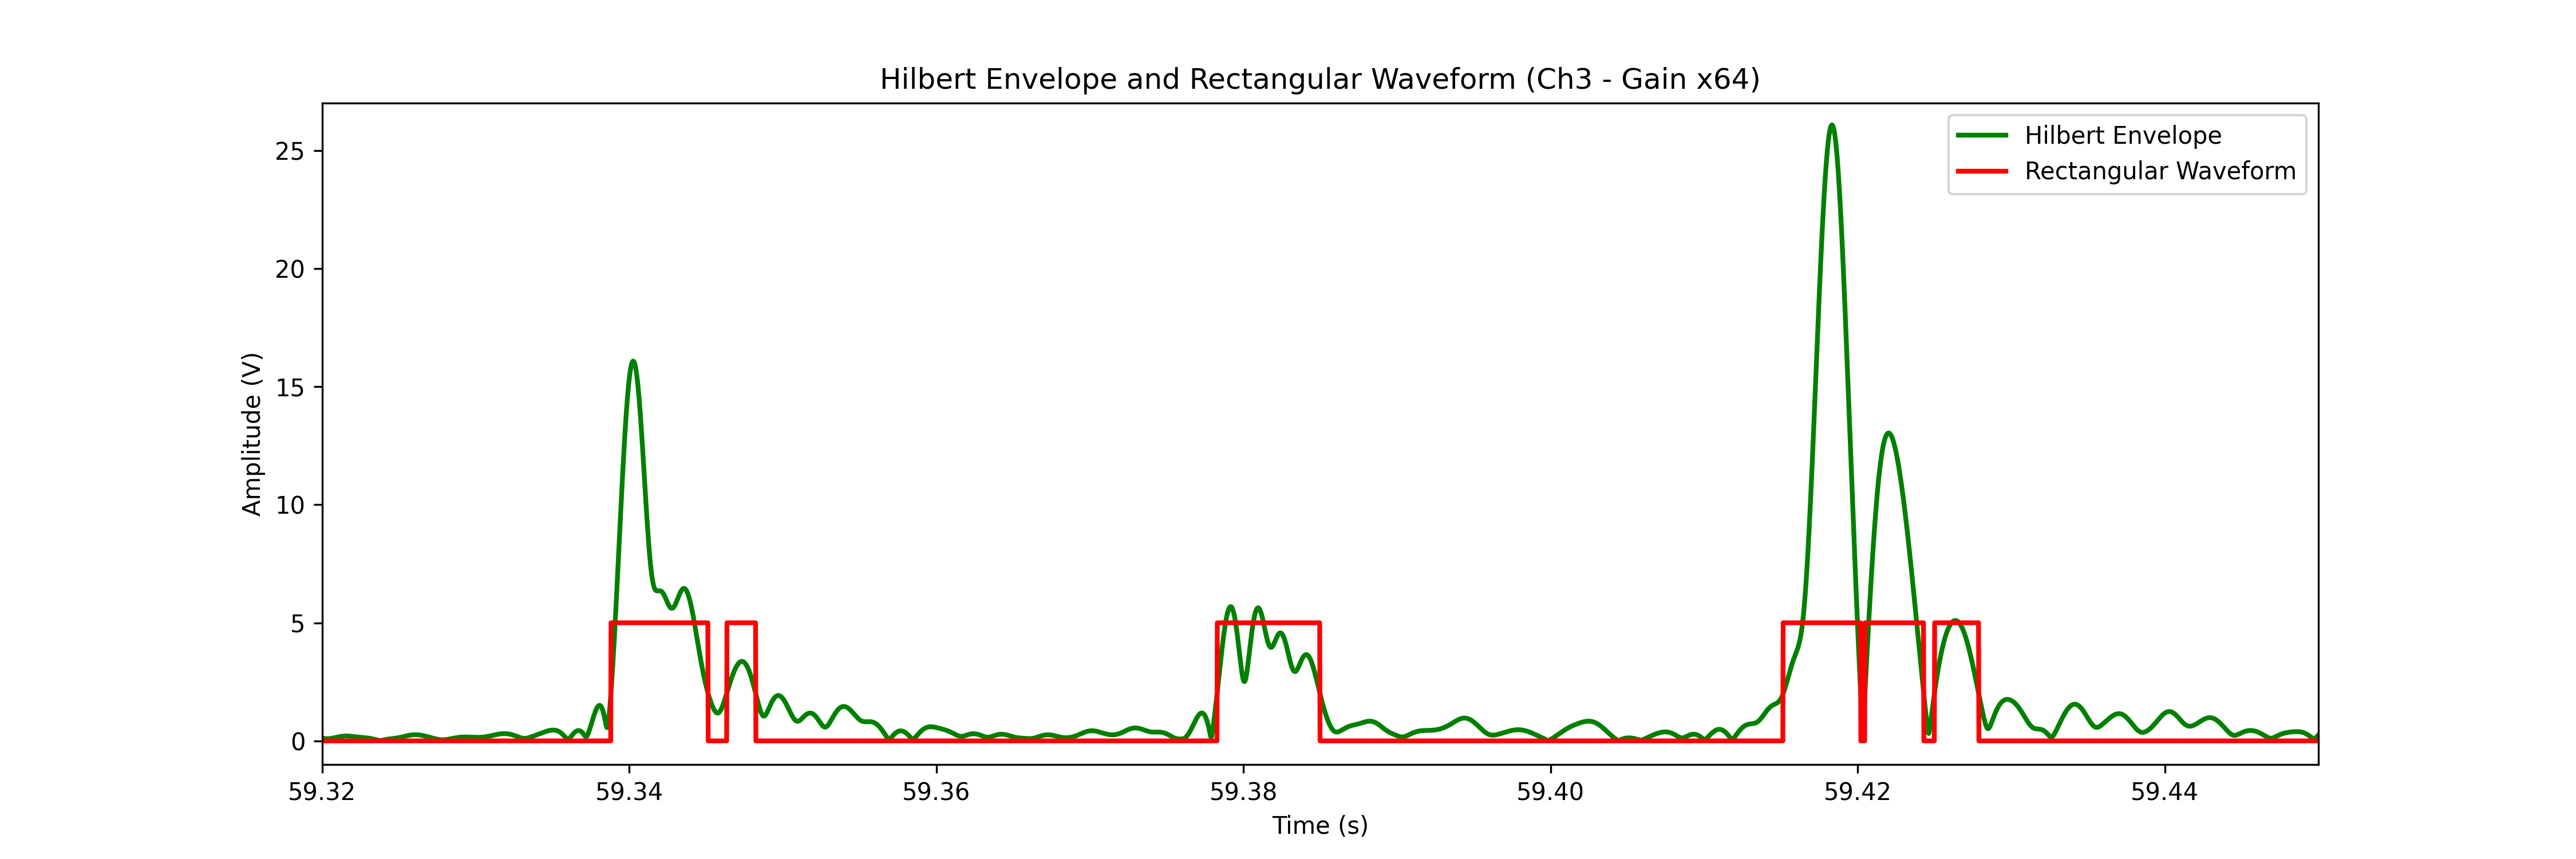 Hilbert Envelope and Rectangular Waveform (Ch3 - Gain x64)
Hilbert Envelope
Rectangular Waveform
Amplitude (V)
25
20
15
10
5
0
59.32 59.34 59.36 59.38 59.40 59.42 59.44
Time (s)